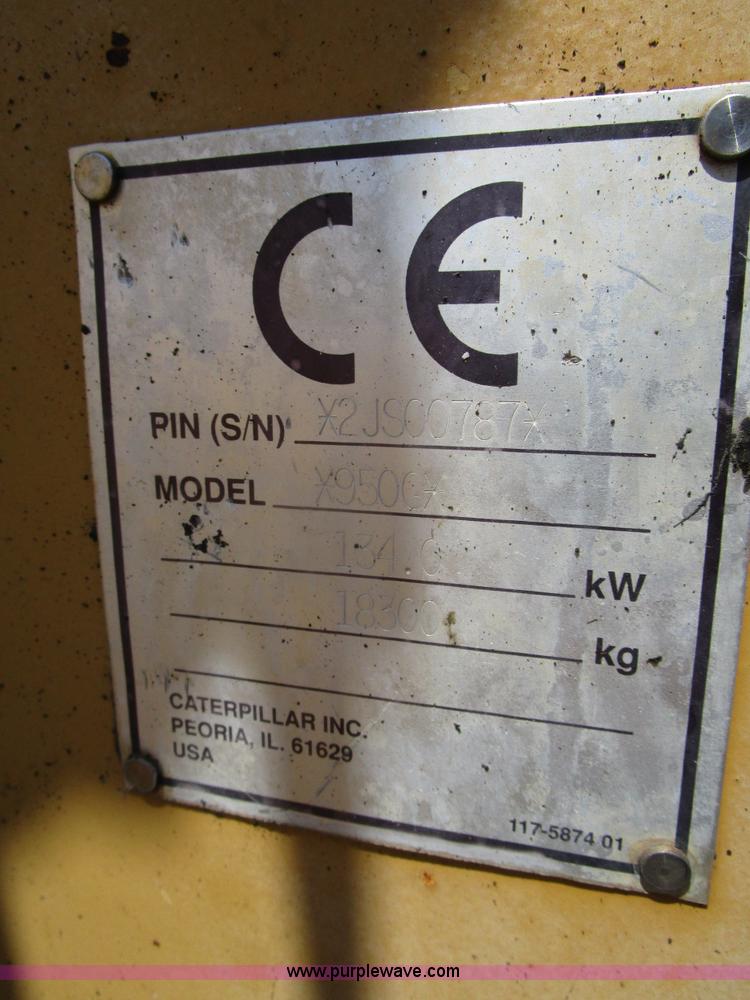 CE
PIN (S/N) X2JS00787X
MODEL X950GX
134.0 kW
18300 kg
CATERPILLAR INC.
PEORIA, IL. 61629
USA
117-5874 01
www.purplewave.com